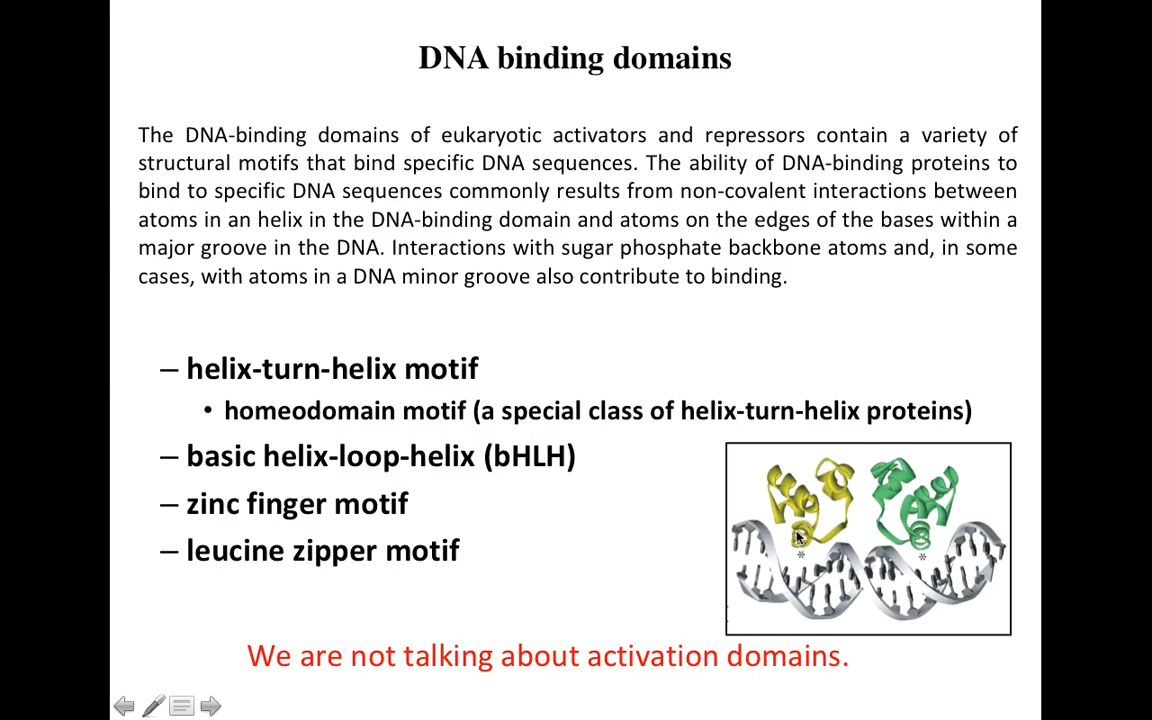 DNA binding domains
The DNA-binding domains of eukaryotic activators and repressors contain a variety of
structural motifs that bind specific DNA sequences. The ability of DNA-binding proteins to
bind to specific DNA sequences commonly results from non-covalent interactions between
atoms in an helix in the DNA-binding domain and atoms on the edges of the bases within a
major groove in the DNA. Interactions with sugar phosphate backbone atoms and, in some
cases, with atoms in a DNA minor groove also contribute to binding.
– helix-turn-helix motif
• homeodomain motif (a special class of helix-turn-helix proteins)
– basic helix-loop-helix (bHLH)
– zinc finger motif
– leucine zipper motif
* *
We are not talking about activation domains.